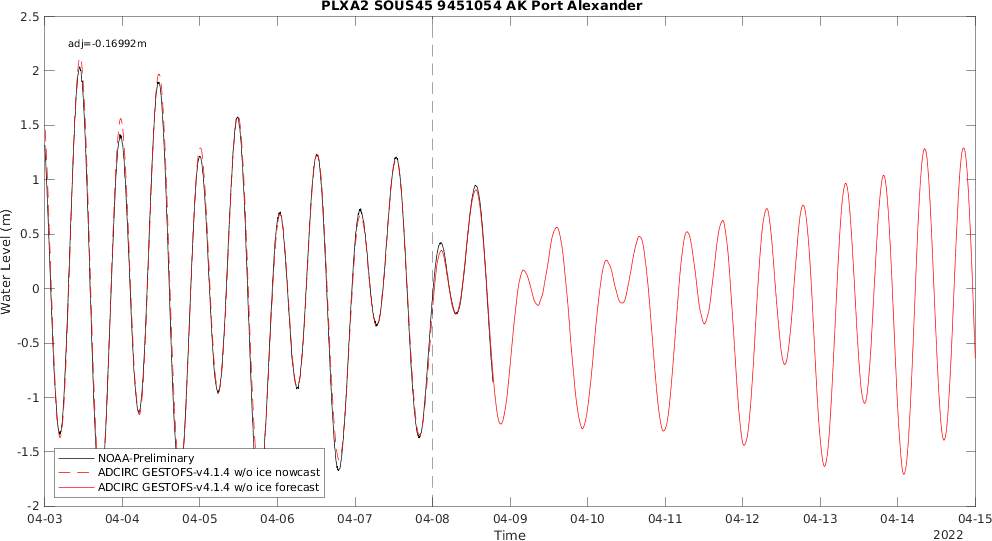 PLXA2 SOUS45 9451054 AK Port Alexander
adj=-0.16992m
2.5
2
1.5
1
0.5
0
-0.5
-1
-1.5
-2
Water Level (m)
NOAA-Preliminary
ADCIRC GESTOFS-v4.1.4 w/o ice nowcast
ADCIRC GESTOFS-v4.1.4 w/o ice forecast
04-03 04-04 04-05 04-06 04-07 04-08 04-09 04-10 04-11 04-12 04-13 04-14 04-15
Time
2022